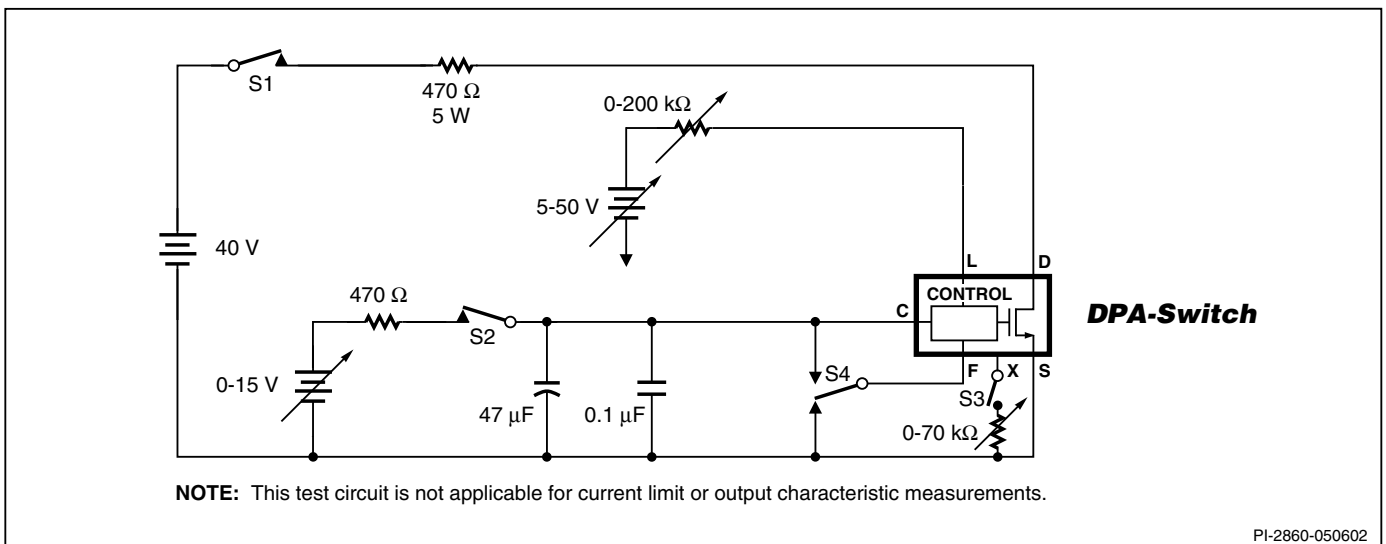 S1
470 Ω
5 W
0-200 kΩ
5-50 V
40 V
L
D
CONTROL
C
DPA-Switch
470 Ω
S2
F
X
S
S4
S3
0-15 V
47 µF
0.1 µF
0-70 kΩ
NOTE: This test circuit is not applicable for current limit or output characteristic measurements.
PI-2860-050602